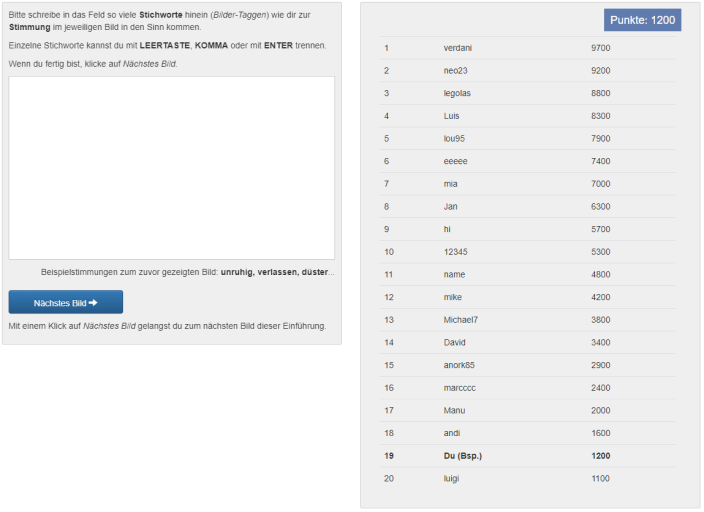 Bitte schreibe in das Feld so viele Stichworte hinein (Bilder-Taggen) wie dir zur
Stimmung im jeweiligen Bild in den Sinn kommen.
Einzelne Stichworte kannst du mit LEERTASTE, KOMMA oder mit ENTER trennen.
Wenn du fertig bist, klicke auf Nächstes Bild.
Beispielstimmungen zum zuvor gezeigten Bild: unruhig, verlassen, düster...
Nächstes Bild
Mit einem Klick auf Nächstes Bild gelangst du zum nächsten Bild dieser Einführung.
Punkte: 1200
1 verdani 9700
2 neo23 9200
3 legolas 8800
4 Luis 8300
5 lou95 7900
6 eeeee 7400
7 mia 7000
8 Jan 6300
9 hi 5700
10 12345 5300
11 name 4800
12 mike 4200
13 Michael7 3800
14 David 3400
15 anork85 2900
16 marcccc 2400
17 Manu 2000
18 andi 1600
19 Du (Bsp.) 1200
20 luigi 1100